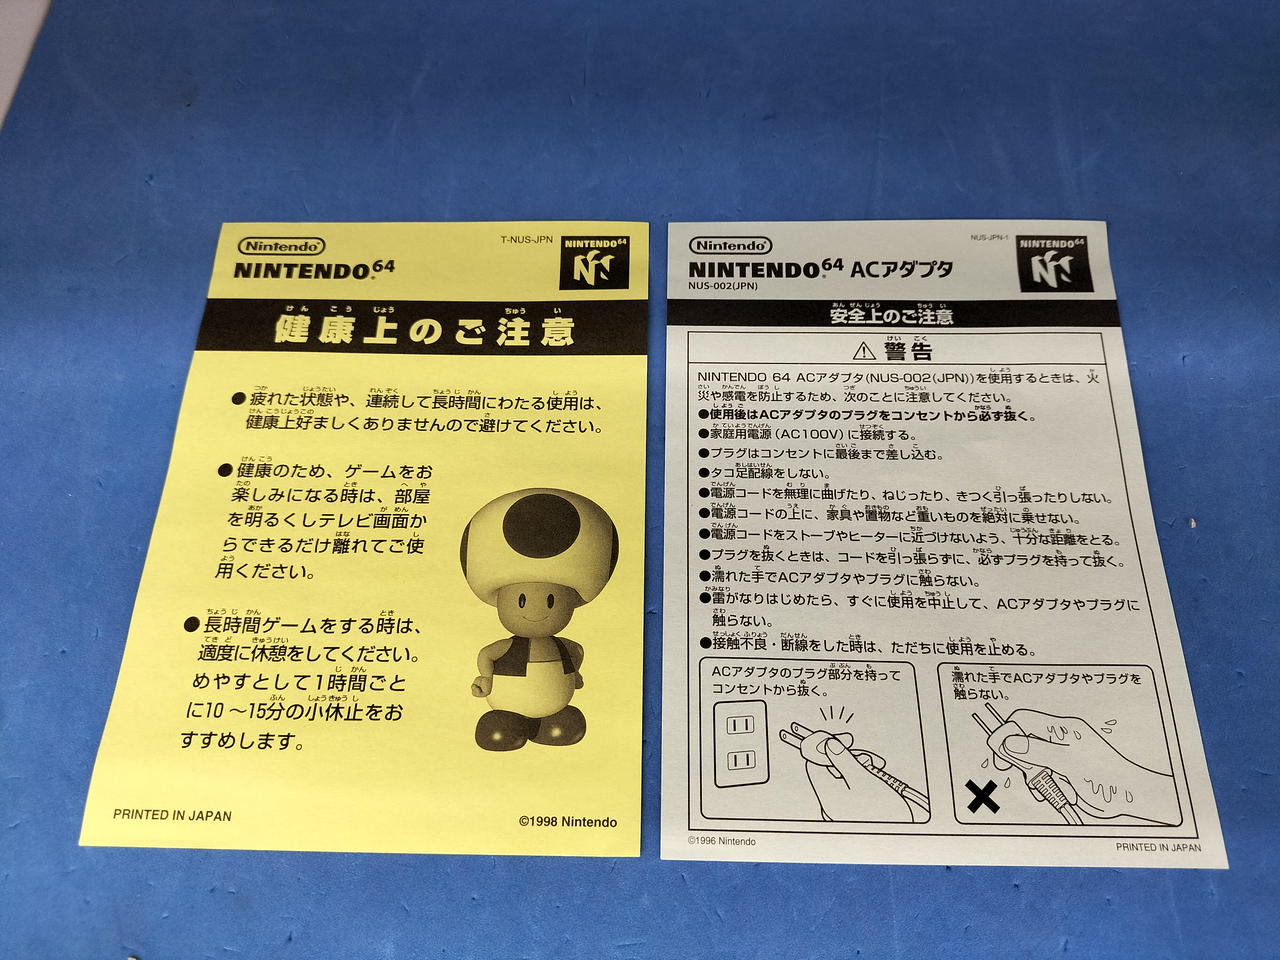 Nintendo
T-NUS-JPN
NINTENDO 64
NINTENDO64
健康上のご注意
●疲れた状態や、連続して長時間にわたる使用は、
健康上好ましくありませんので避けてください。
●健康のため、ゲームをお
楽しみになる時は、部屋
を明るくしテレビ画面か
らできるだけ離れてご使
用ください。
●長時間ゲームをする時は、
適度に休憩をしてください。
めやすとして1時間ごと
に10～15分の小休止をお
すすめします。
PRINTED IN JAPAN
©1998 Nintendo
Nintendo
NUS-JPN-1
NINTENDO 64 ACアダプタ
NUS-002(JPN)
NINTENDO64
安全上のご注意
⚠ 警告
NINTENDO 64 ACアダプタ(NUS-002(JPN))を使用するときは、火
災や感電を防止するため、次のことに注意してください。
●使用後はACアダプタのプラグをコンセントから必ず抜く。
●家庭用電源(AC100V)に接続する。
●プラグはコンセントに最後まで差し込む。
●タコ足配線をしない。
●電源コードを無理に曲げたり、ねじったり、きつく引っ張ったりしない。
●電源コードの上に、家具や置物など重いものを絶対に乗せない。
●電源コードをストーブやヒーターに近づけないよう、十分な距離をとる。
●プラグを抜くときは、コードを引っ張らずに、必ずプラグを持って抜く。
●濡れた手でACアダプタやプラグに触らない。
●雷がなりはじめたら、すぐに使用を中止して、ACアダプタやプラグに
触らない。
●接触不良・断線をした時は、ただちに使用を止める。
ACアダプタのプラグ部分を持って
コンセントから抜く。
濡れた手でACアダプタやプラグを
触らない。
©1996 Nintendo
PRINTED IN JAPAN